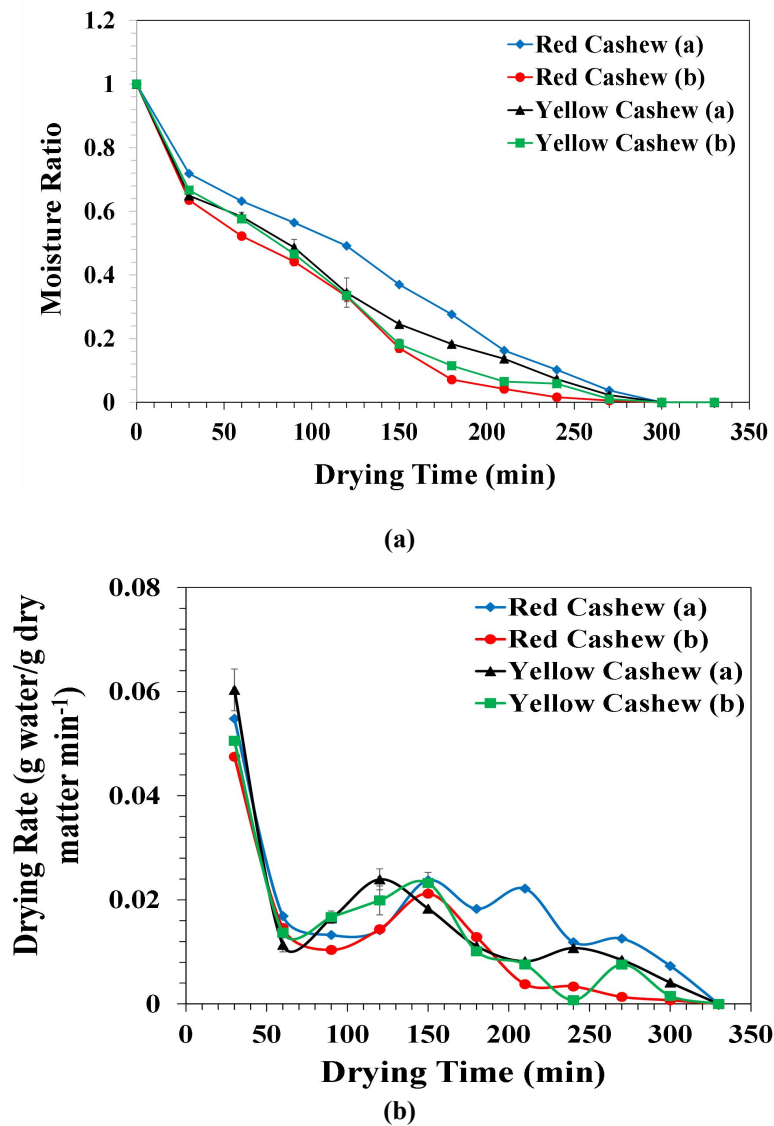 1.2
1
0.8
0.6
0.4
0.2
0
Moisture Ratio
Red Cashew (a)
Red Cashew (b)
Yellow Cashew (a)
Yellow Cashew (b)
0 50 100 150 200 250 300 350
Drying Time (min)
(a)
0.08
0.06
0.04
0.02
0
Drying Rate (g water/g dry
matter min⁻¹)
Red Cashew (a)
Red Cashew (b)
Yellow Cashew (a)
Yellow Cashew (b)
0 50 100 150 200 250 300 350
Drying Time (min)
(b)